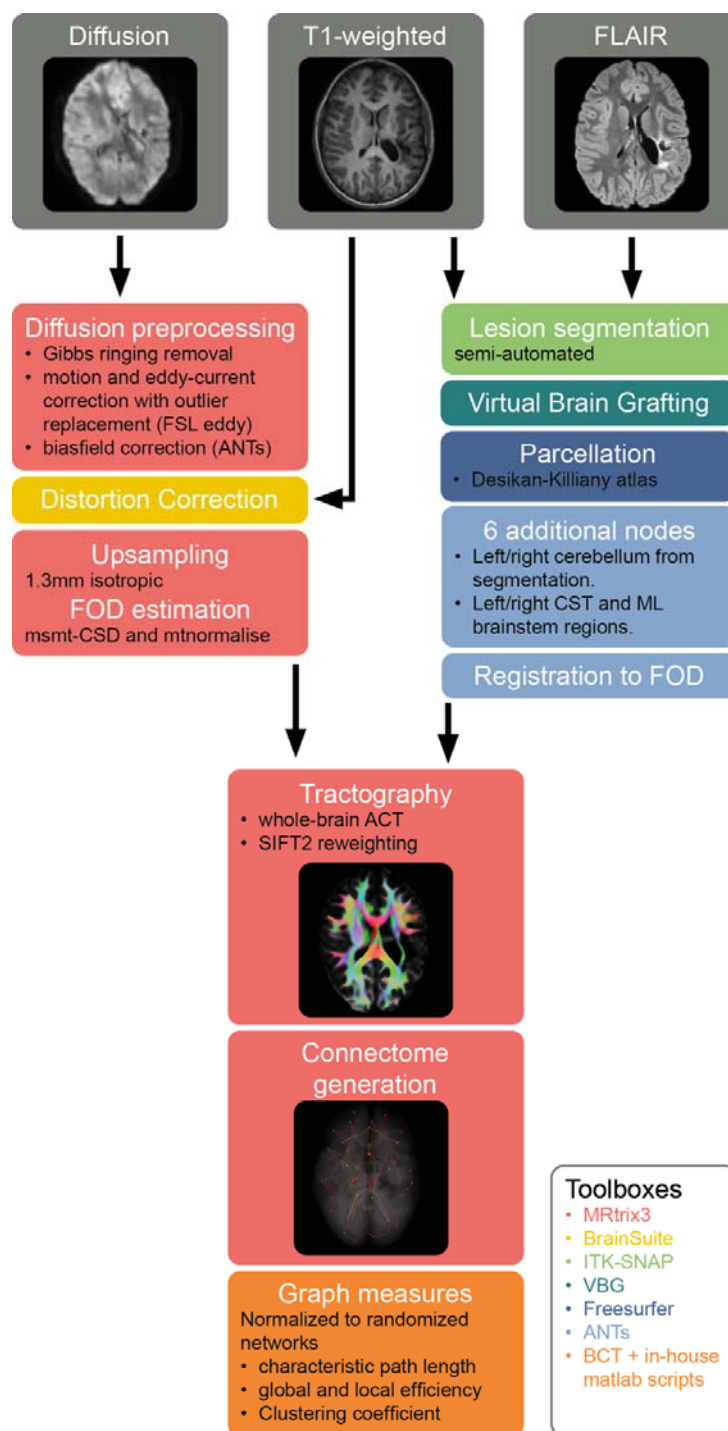 Diffusion
T1-weighted
FLAIR
Diffusion preprocessing
• Gibbs ringing removal
• motion and eddy-current
correction with outlier
replacement (FSL eddy)
• biasfield correction (ANTs)
Distortion Correction
Upsampling
1.3mm isotropic
FOD estimation
msmt-CSD and mtnormalise
Lesion segmentation
semi-automated
Virtual Brain Grafting
Parcellation
• Desikan-Killiany atlas
6 additional nodes
• Left/right cerebellum from
segmentation.
• Left/right CST and ML
brainstem regions.
Registration to FOD
Tractography
• whole-brain ACT
• SIFT2 reweighting
Connectome
generation
Graph measures
Normalized to randomized
networks
• characteristic path length
• global and local efficiency
• Clustering coefficient
Toolboxes
• MRtrix3
• BrainSuite
• ITK-SNAP
• VBG
• Freesurfer
• ANTs
• BCT + in-house
matlab scripts